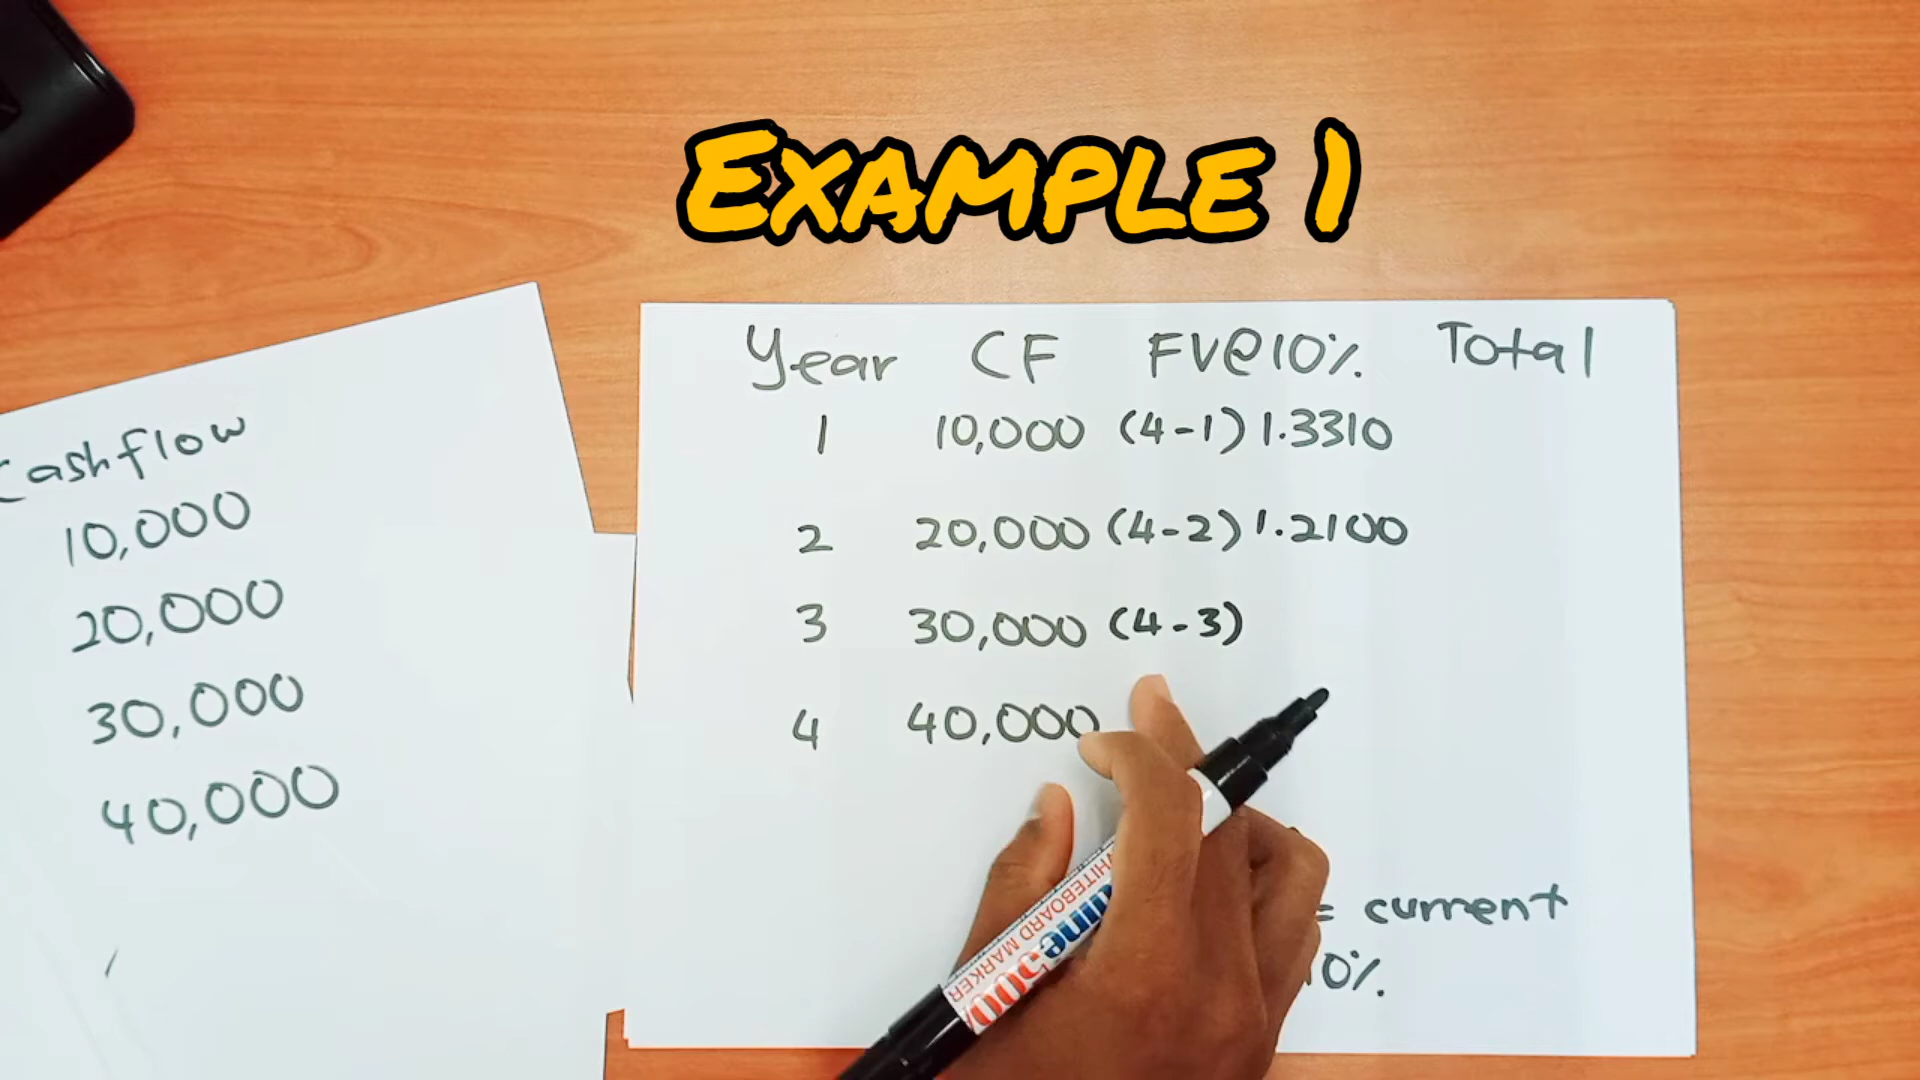 EXAMPLE 1
Cashflow
10,000
20,000
30,000
40,000
Year CF FV@10% Total
1 10,000 (4-1) 1.3310
2 20,000 (4-2) 1.2100
3 30,000 (4-3)
4 40,000
= current
10%.
WHITEBOARD MARKER
500